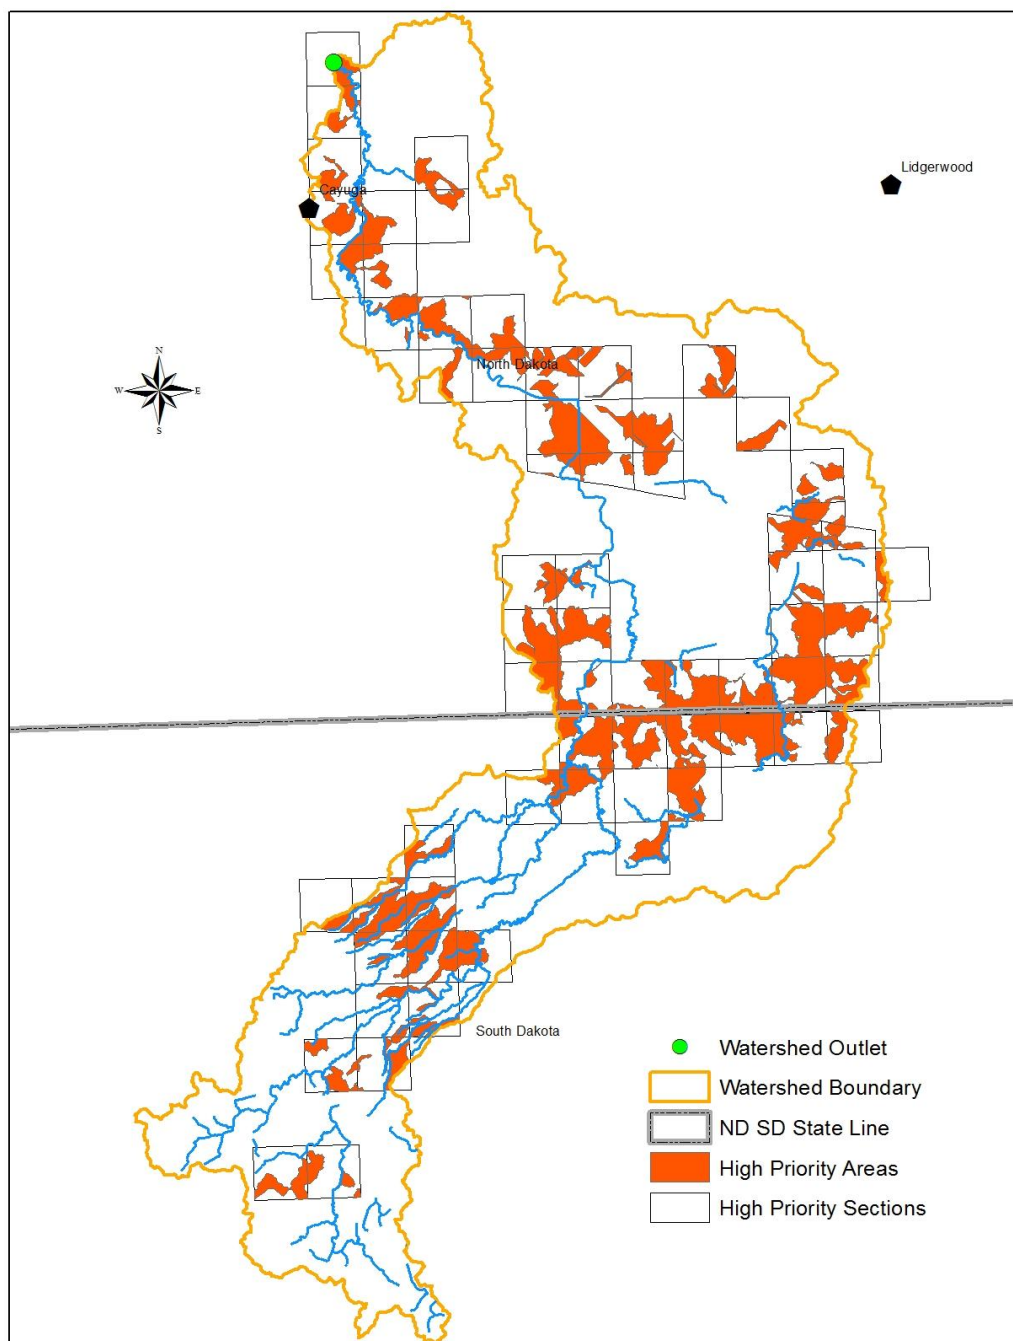 Lidgerwood
Cayuga
N
W
E
S
North Dakota
South Dakota
Watershed Outlet
Watershed Boundary
ND SD State Line
High Priority Areas
High Priority Sections